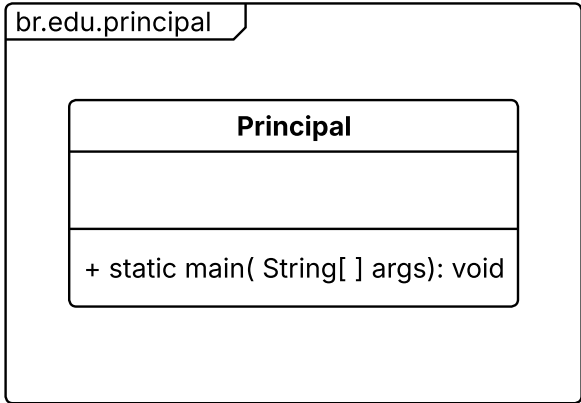 br.edu.principal
Principal
+ static main( String[ ] args): void